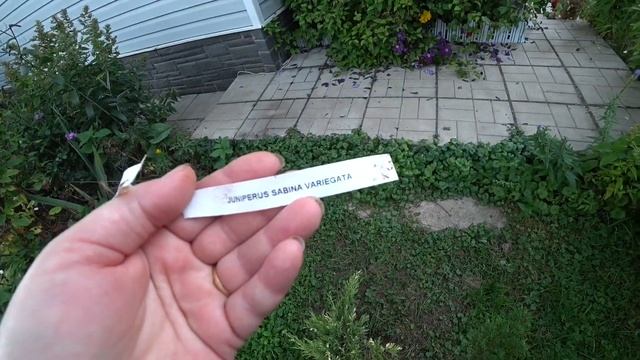 JUNIPERUS SABINA VARIEGATA